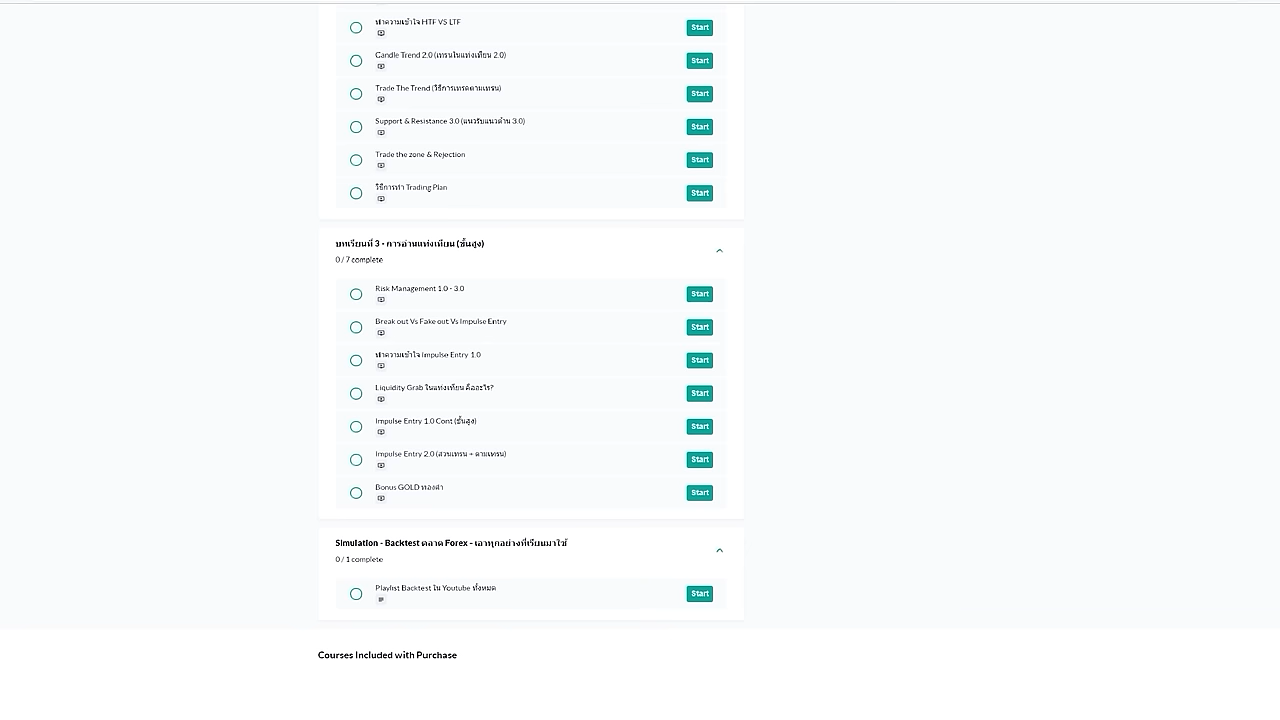 ทำความเข้าใจ HTF VS LTF
Start
Candle Trend 2.0 (เทรนในแท่งเทียน 2.0)
Start
Trade The Trend (วิธีการเทรดตามเทรน)
Start
Support & Resistance 3.0 (แนวรับแนวต้าน 3.0)
Start
Trade the zone & Rejection
Start
วิธีการทำ Trading Plan
Start
บทเรียนที่ 3 - การอ่านแท่งเทียน (ขั้นสูง)
0 / 7 complete
Risk Management 1.0 - 3.0
Start
Break out Vs Fake out Vs Impulse Entry
Start
ทำความเข้าใจ Impulse Entry 1.0
Start
Liquidity Grab ในแท่งเทียน คืออะไร?
Start
Impulse Entry 1.0 Cont (ขั้นสูง)
Start
Impulse Entry 2.0 (สวนเทรน + ตามเทรน)
Start
Bonus GOLD ทองคำ
Start
Simulation - Backtest ตลาด Forex - เอาทุกอย่างที่เรียนมาใช้
0 / 1 complete
Playlist Backtest ใน Youtube ทั้งหมด
Start
Courses Included with Purchase